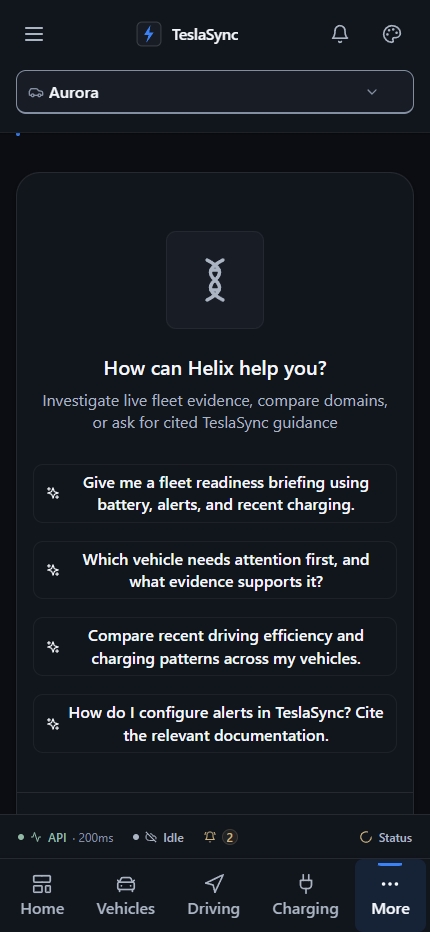 TeslaSync
Aurora
How can Helix help you?
Investigate live fleet evidence, compare domains,
or ask for cited TeslaSync guidance
Give me a fleet readiness briefing using
battery, alerts, and recent charging.
Which vehicle needs attention first, and
what evidence supports it?
Compare recent driving efficiency and
charging patterns across my vehicles.
How do I configure alerts in TeslaSync? Cite
the relevant documentation.
API · 200ms Idle 2 Status
Home Vehicles Driving Charging More